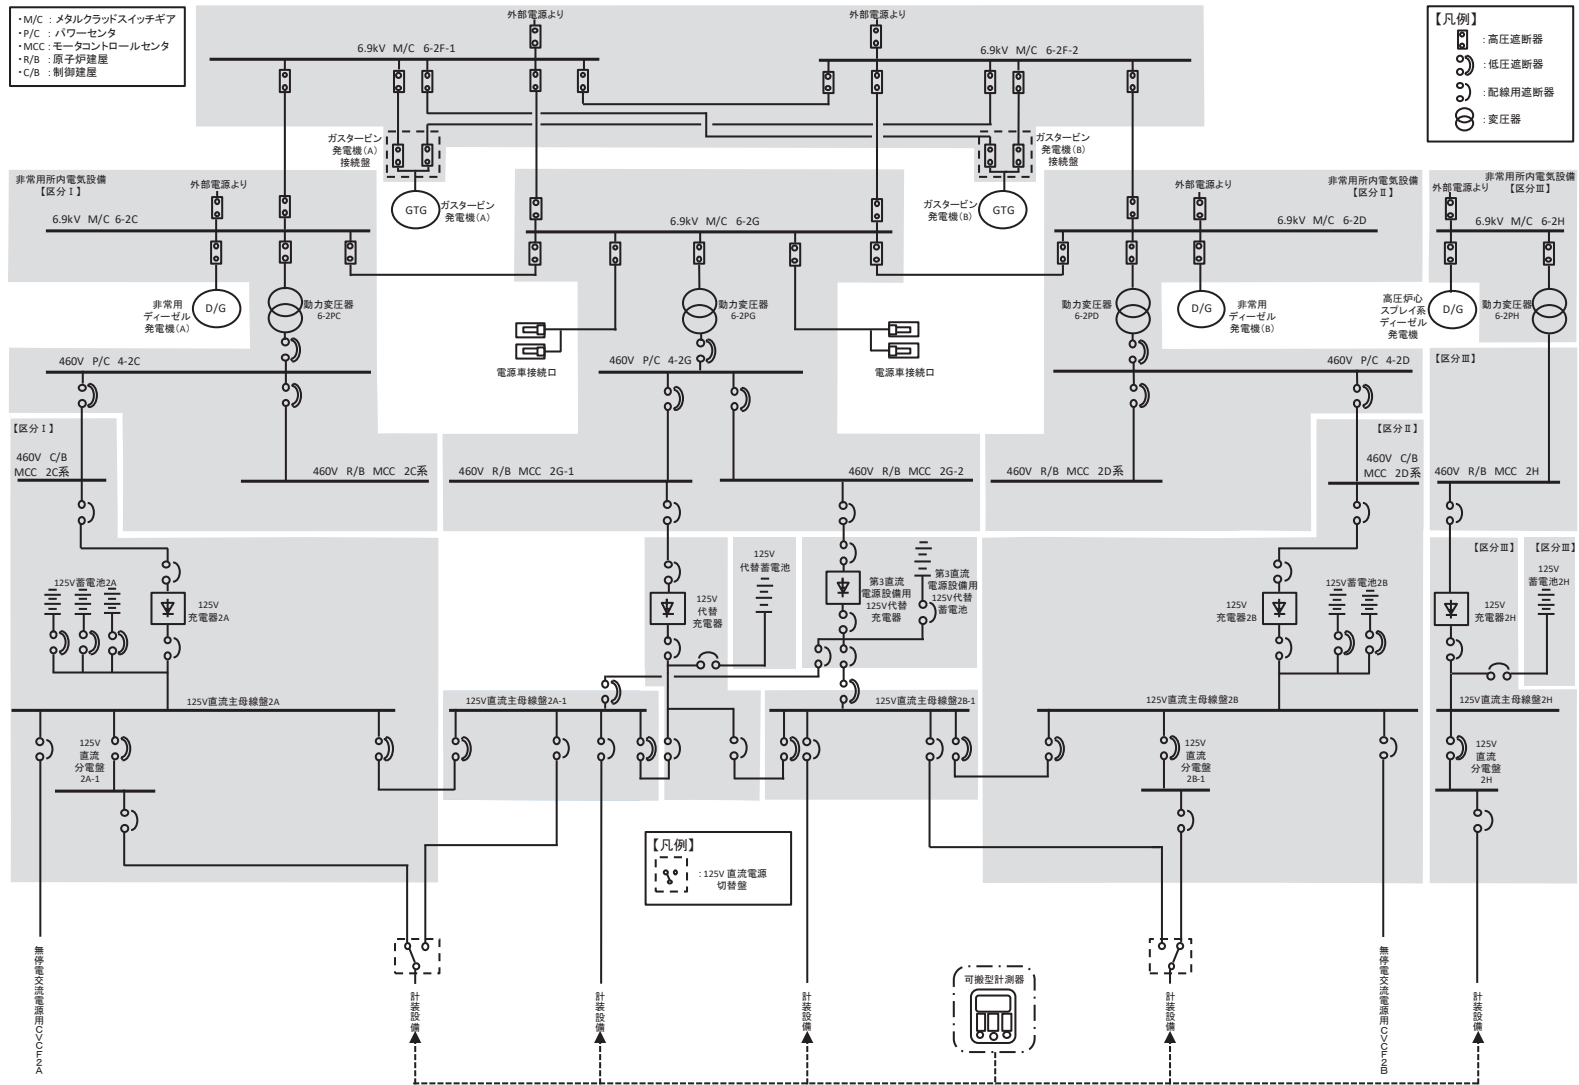 ・M/C : メタルクラッドスイッチギア
・P/C : パワーセンタ
・MCC : モータコントロールセンタ
・R/B : 原子炉建屋
・C/B : 制御建屋
外部電源より
外部電源より
【凡例】
: 高圧遮断器
: 低圧遮断器
: 配線用遮断器
: 変圧器
6.9kV M/C 6-2F-1
6.9kV M/C 6-2F-2
ガスタービン
発電機(A)
接続盤
ガスタービン
発電機(B)
接続盤
非常用所内電気設備
【区分Ⅰ】
外部電源より
6.9kV M/C 6-2C
GTG
ガスタービン
発電機(A)
6.9kV M/C 6-2G
ガスタービン
発電機(B)
GTG
外部電源より
非常用所内電気設備
【区分Ⅱ】
6.9kV M/C 6-2D
非常用所内電気設備
【区分Ⅲ】
外部電源より
6.9kV M/C 6-2H
非常用
ディーゼル
発電機(A)
D/G
動力変圧器
6-2PC
動力変圧器
6-2PG
動力変圧器
6-2PD
D/G
非常用
ディーゼル
発電機(B)
高圧炉心
スプレイ系
ディーゼル
発電機
D/G
動力変圧器
6-2PH
460V P/C 4-2C
電源車接続口
460V P/C 4-2G
電源車接続口
460V P/C 4-2D
【区分Ⅲ】
【区分Ⅰ】
460V C/B
MCC 2C系
460V R/B MCC 2C系
460V R/B MCC 2G-1
460V R/B MCC 2G-2
460V R/B MCC 2D系
【区分Ⅱ】
460V C/B
MCC 2D系
460V R/B MCC 2H
125V蓄電池2A
125V
充電器2A
125V
代替
充電器
125V
代替蓄電池
第3直流
電源設備用
125V代替
充電器
第3直流
電源設備用
125V代替
蓄電池
125V
充電器2B
125V蓄電池2B
【区分Ⅲ】
125V
充電器2H
【区分Ⅲ】
125V
蓄電池2H
125V直流主母線盤2A
125V直流主母線盤2A-1
125V直流主母線盤2B-1
125V直流主母線盤2B
125V直流主母線盤2H
125V
直流
分電盤
2A-1
125V
直流
分電盤
2B-1
125V
直流
分電盤
2H
【凡例】
: 125V 直流電源
切替盤
可搬型計測器
無停電交流電源用CVCF2A
計装設備
計装設備
計装設備
計装設備
無停電交流電源用CVCF2B
計装設備